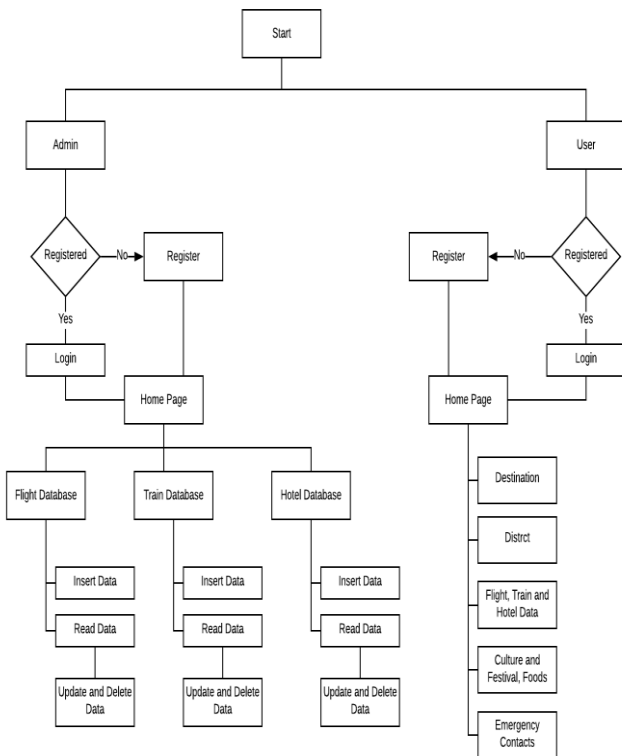 Start
Admin
User
Registered
No
Register
Register
No
Registered
Yes
Yes
Login
Login
Home Page
Home Page
Flight Database
Train Database
Hotel Database
Destination
Distrct
Insert Data
Insert Data
Insert Data
Flight, Train and
Hotel Data
Read Data
Read Data
Read Data
Culture and
Festival, Foods
Update and Delete
Data
Update and Delete
Data
Update and Delete
Data
Emergency
Contacts